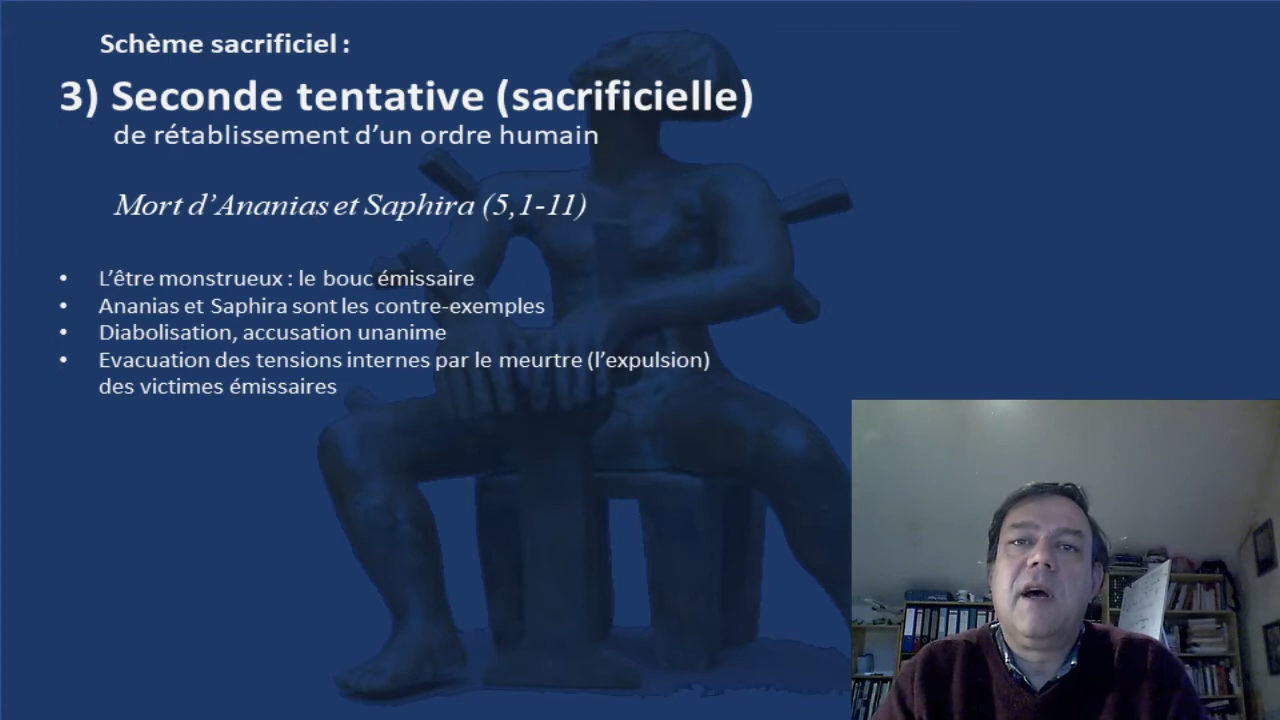 Schème sacrificiel :
3) Seconde tentative (sacrificielle)
de rétablissement d’un ordre humain
Mort d’Ananias et Saphira (5,1-11)
• L’être monstrueux : le bouc émissaire
• Ananias et Saphira sont les contre-exemples
• Diabolisation, accusation unanime
• Evacuation des tensions internes par le meurtre (l’expulsion)
des victimes émissaires